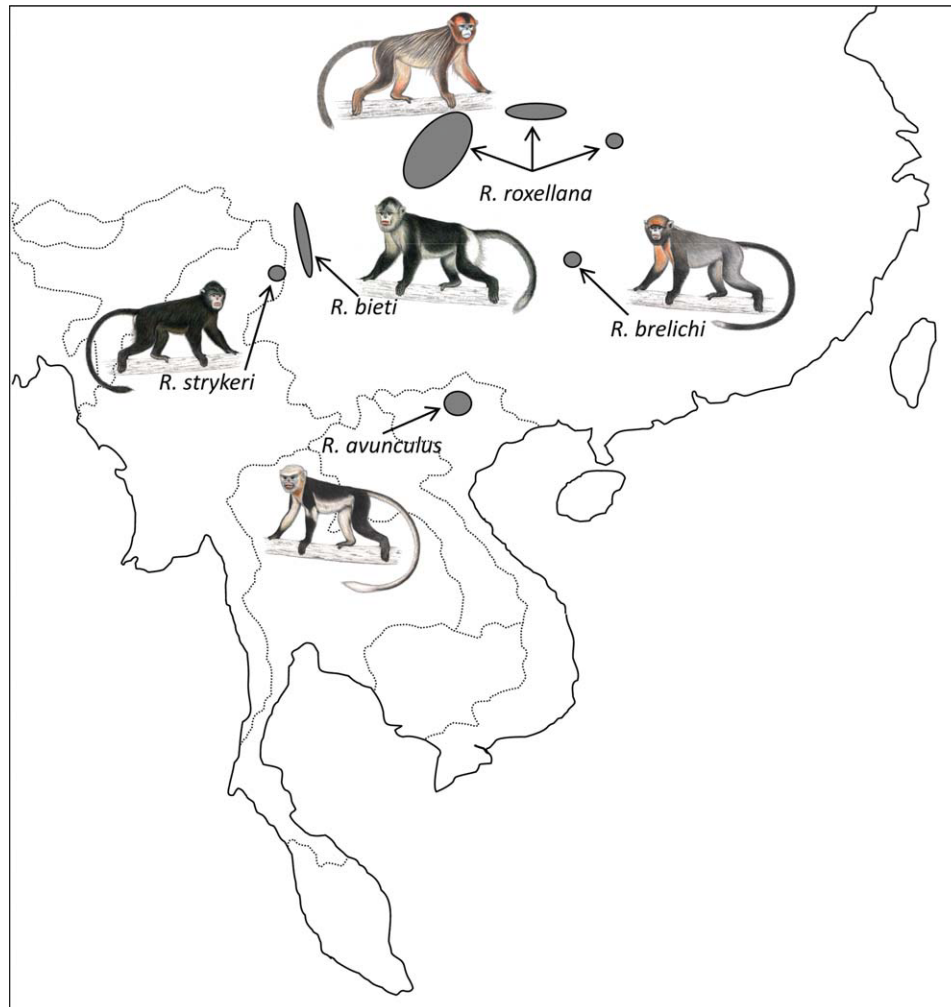 R. roxellana
R. bieti
R. brelichi
R. strykeri
R. avunculus